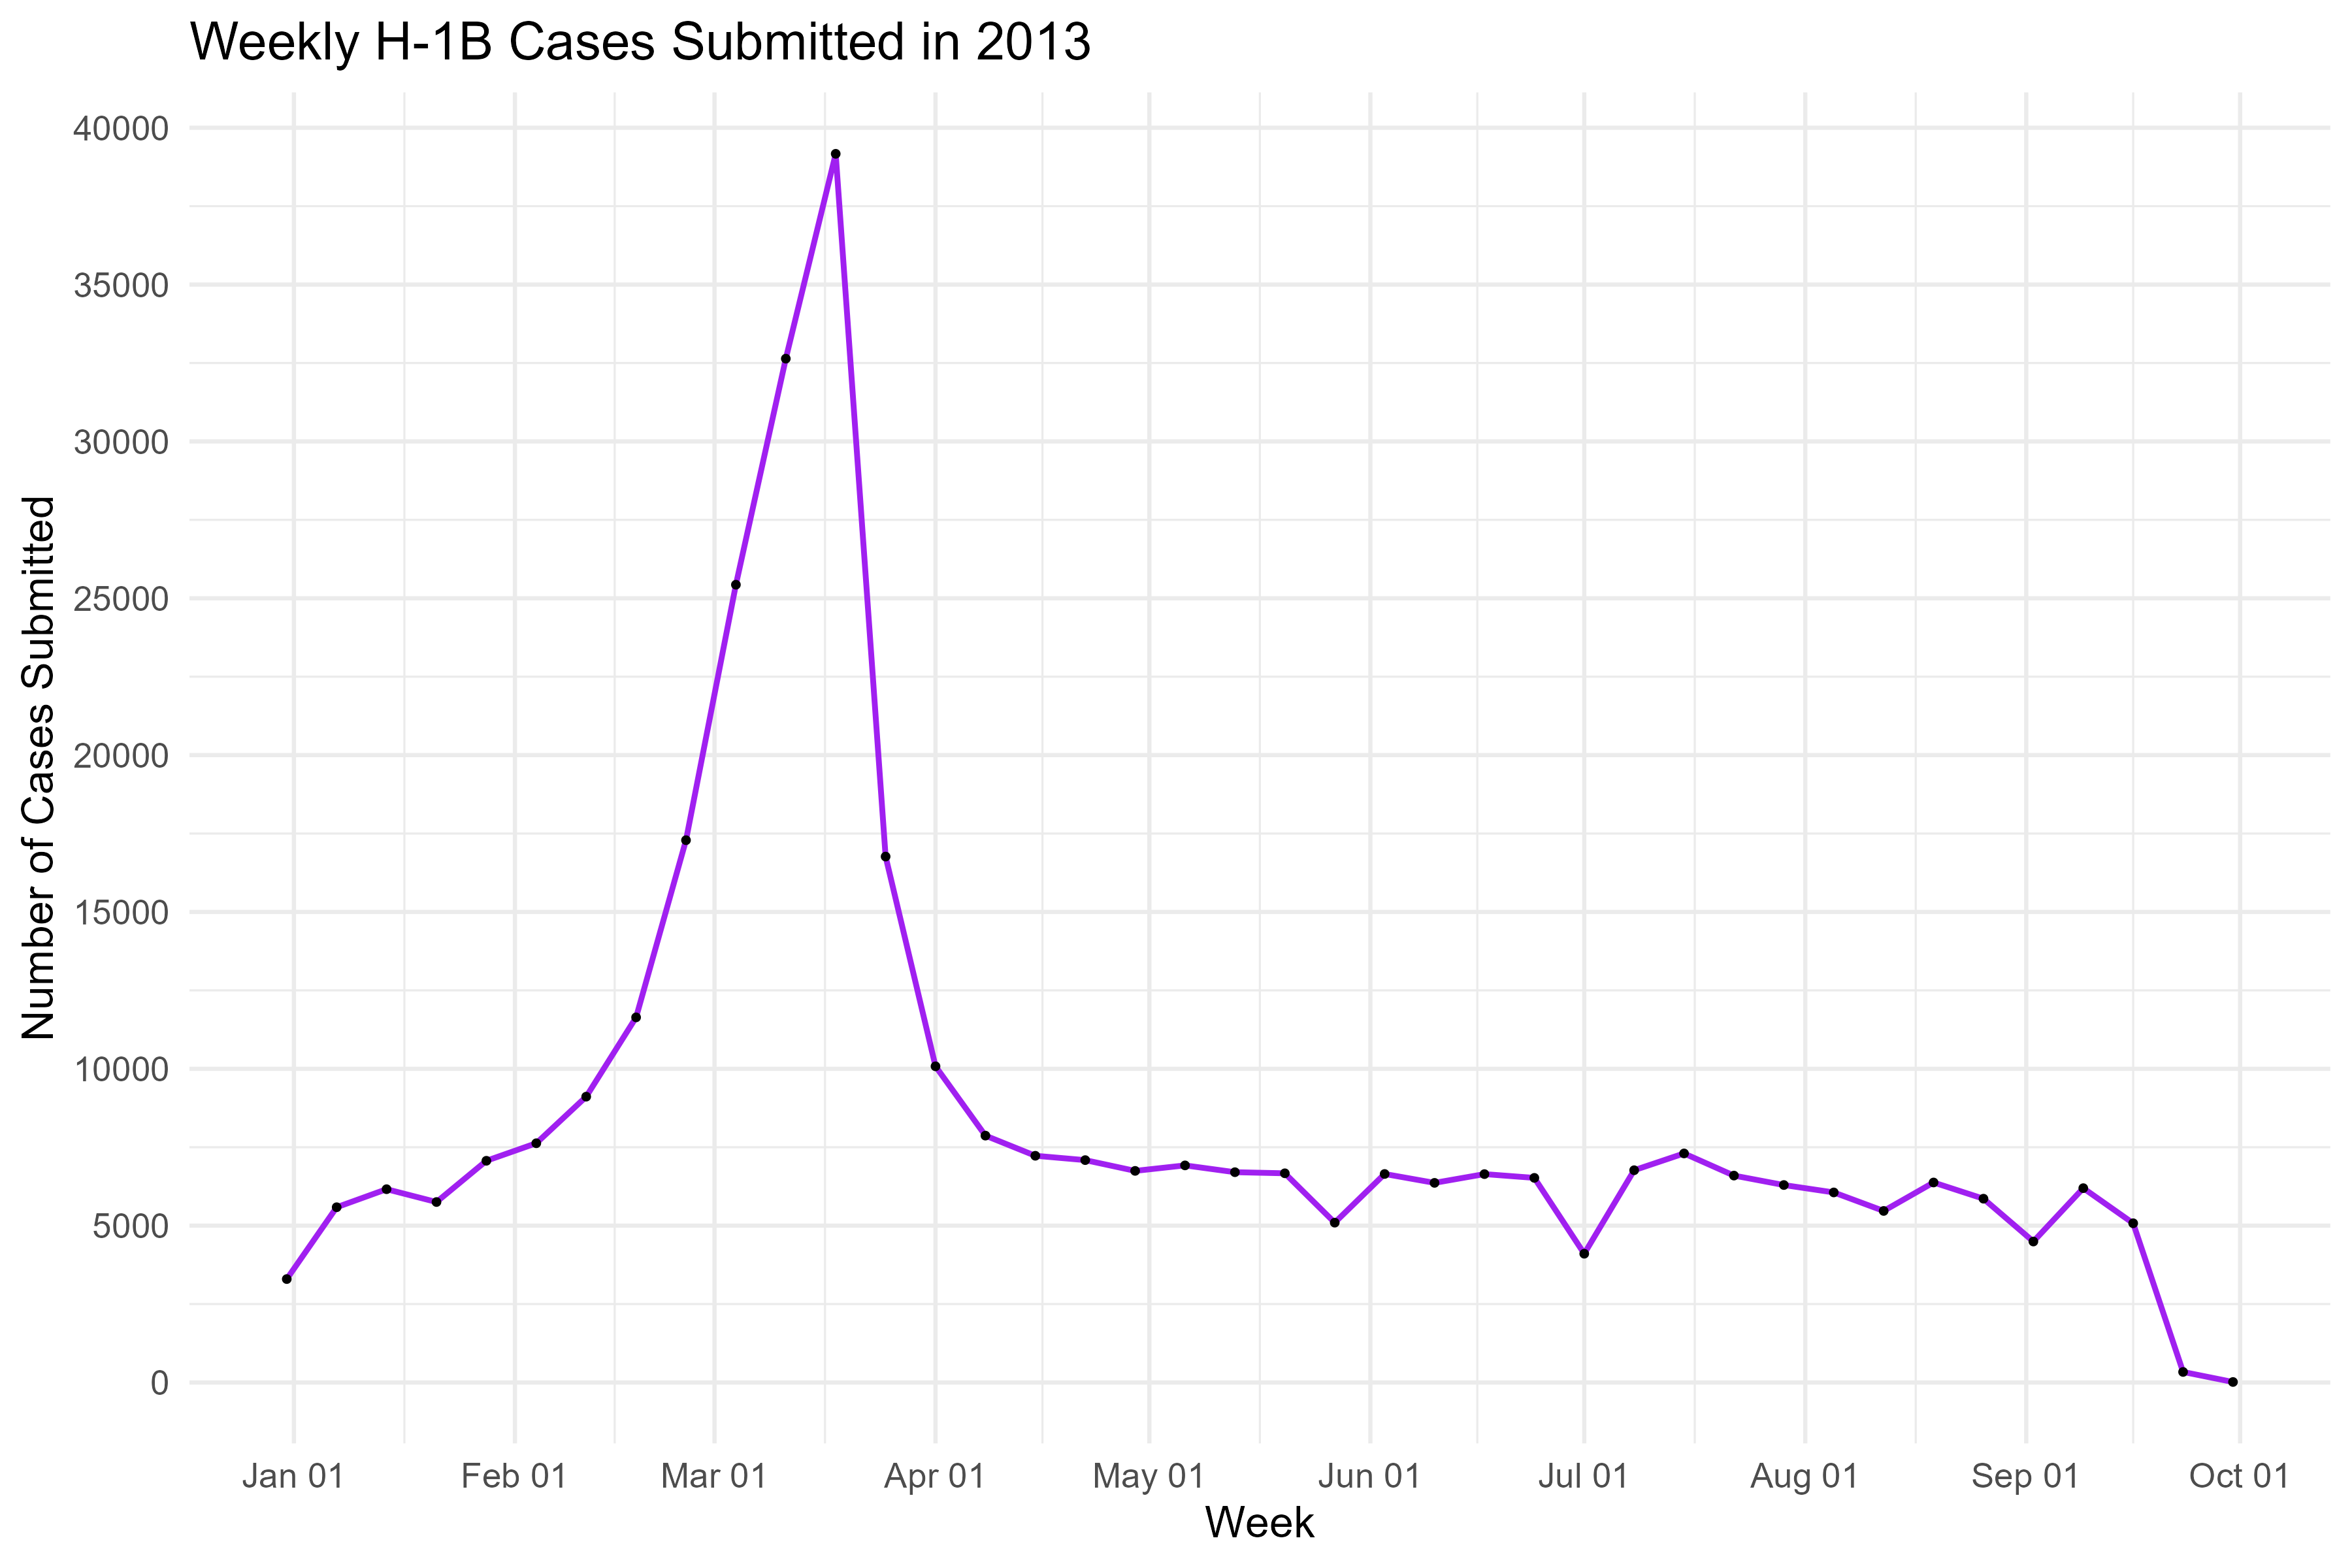 Weekly H-1B Cases Submitted in 2013
Number of Cases Submitted
40000
35000
30000
25000
20000
15000
10000
5000
0
Jan 01 Feb 01 Mar 01 Apr 01 May 01 Jun 01 Jul 01 Aug 01 Sep 01 Oct 01
Week